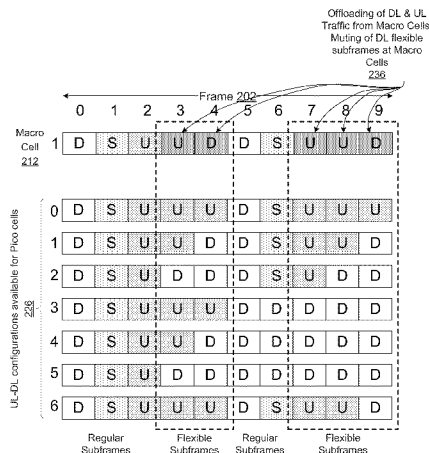 Offloading of DL & UL
Traffic from Macro Cells
Muting of DL flexible
subframes at Macro
Cells
236
Frame 202
0 1 2 3 4 5 6 7 8 9
Macro
Cell
212
1 D S U U D D S U U D
UL-DL configurations available for Pico cells
226
0 D S U U U D S U U U
1 D S U U D D S U U D
2 D S U D D D S U D D
3 D S U U U D D D D D
4 D S U U D D D D D D
5 D S U D D D D D D D
6 D S U U U D S U U D
Regular
Subframes
Flexible
Subframes
Regular
Subframes
Flexible
Subframes